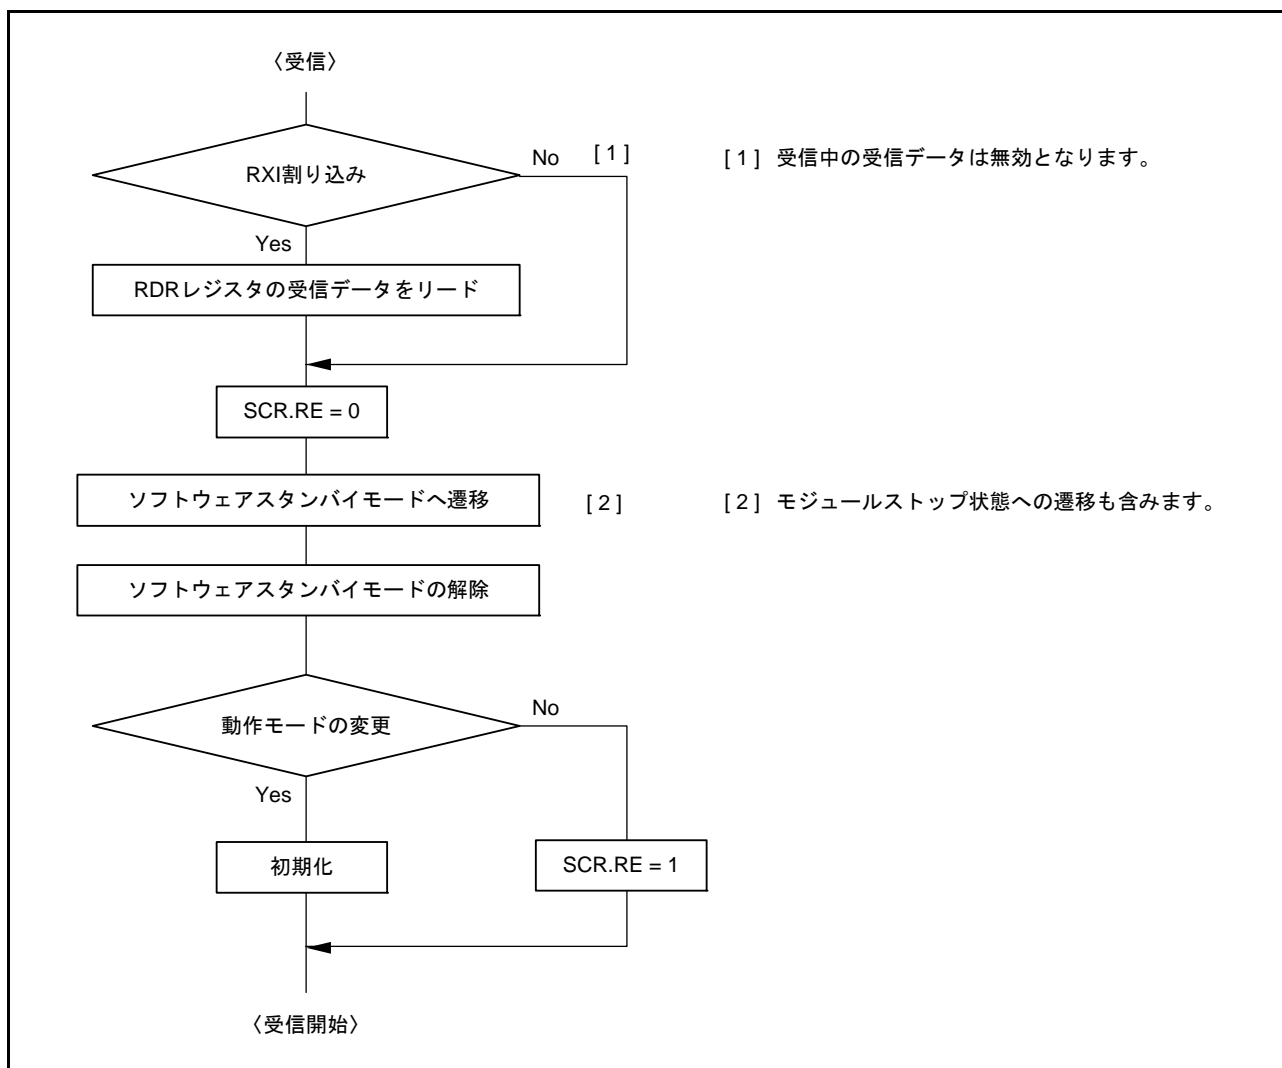 〈受信〉
RXI割り込み
No
[ 1 ]
[ 1 ] 受信中の受信データは無効となります。
Yes
RDRレジスタの受信データをリード
SCR.RE = 0
ソフトウェアスタンバイモードへ遷移
[ 2 ]
[ 2 ] モジュールストップ状態への遷移も含みます。
ソフトウェアスタンバイモードの解除
動作モードの変更
No
Yes
初期化
SCR.RE = 1
〈受信開始〉